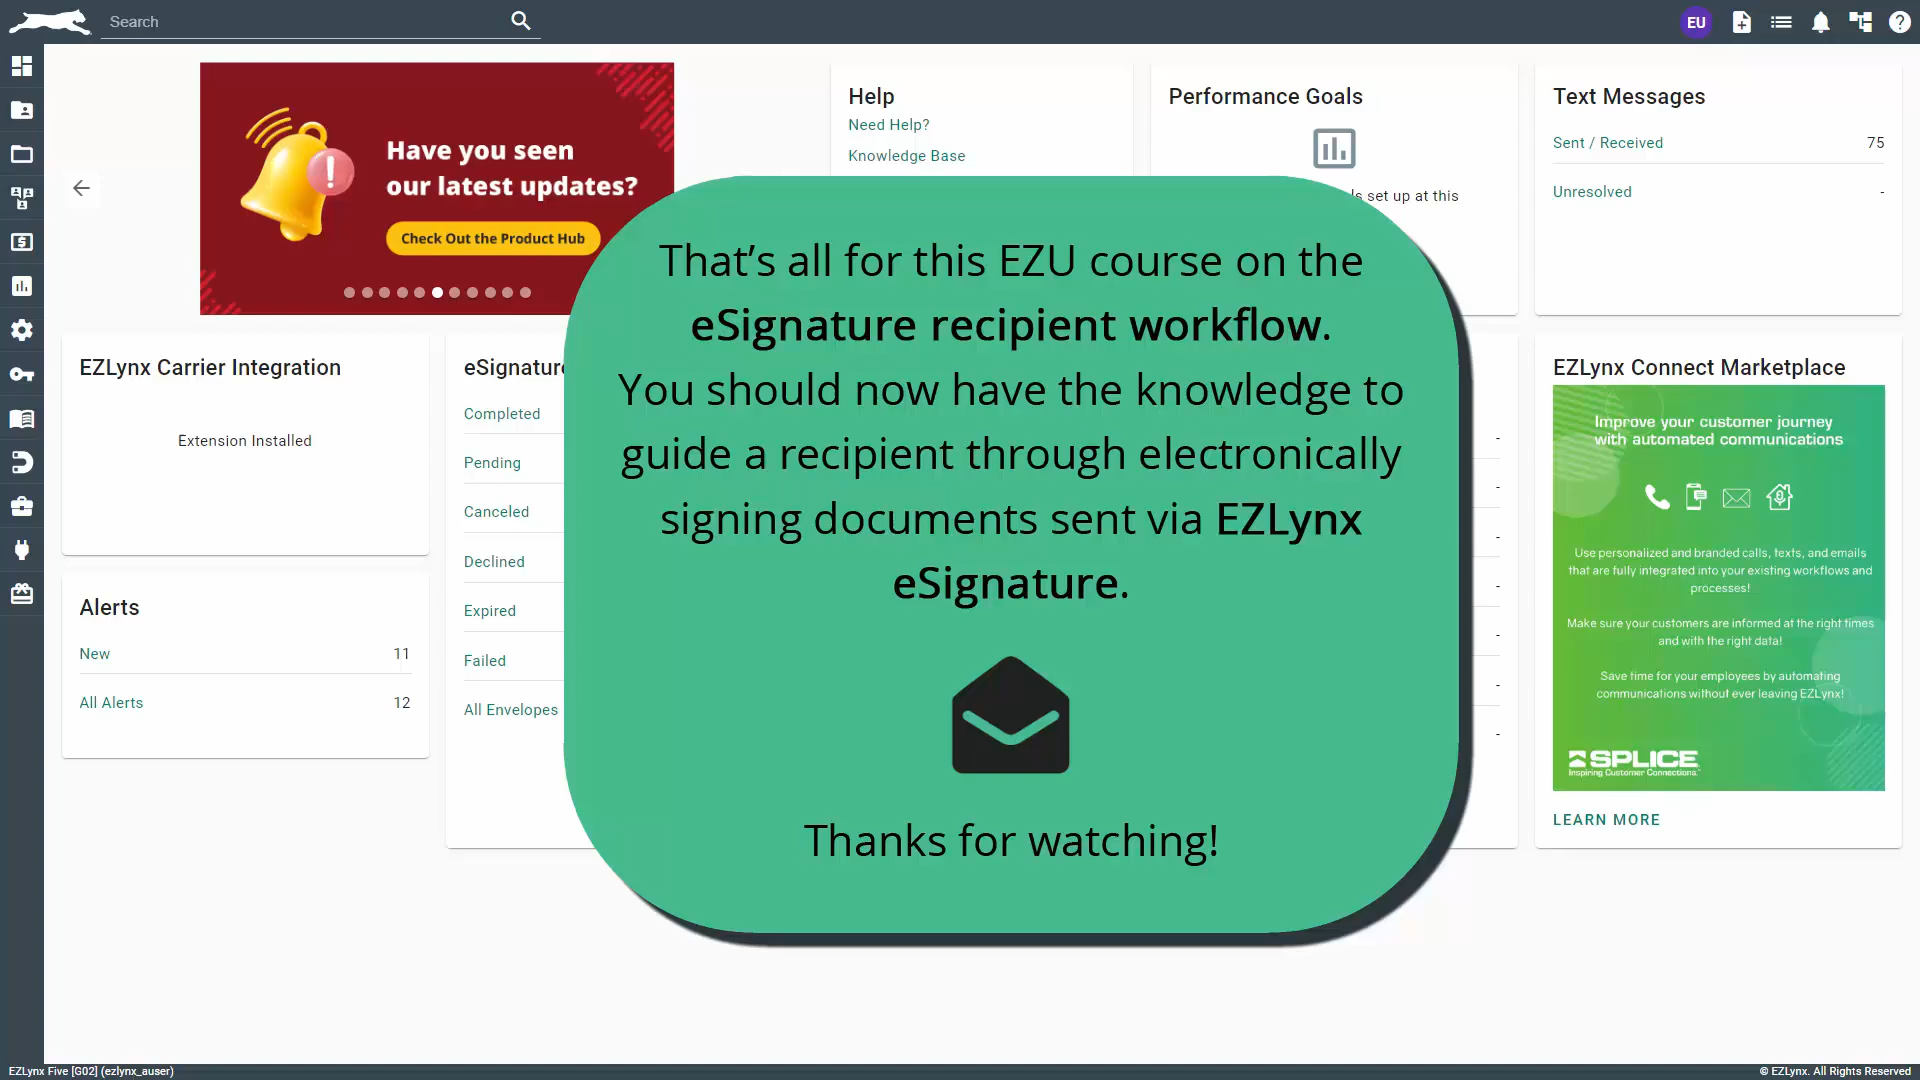 Search
EU
Have you seen
our latest updates?
Check Out the Product Hub
Help
Need Help?
Knowledge Base
Performance Goals
set up at this
Text Messages
Sent / Received 75
Unresolved -
That's all for this EZU course on the
eSignature recipient workflow.
You should now have the knowledge to
guide a recipient through electronically
signing documents sent via EZLynx
eSignature.
Thanks for watching!
EZLynx Carrier Integration
Extension Installed
Alerts
New 11
All Alerts 12
eSignature
Completed
Pending
Canceled
Declined
Expired
Failed
All Envelopes
-
-
-
-
-
-
-
EZLynx Connect Marketplace
Improve your customer journey
with automated communications
Use personalized and branded calls, texts, and emails
that are fully integrated into your existing workflows and
processes!
Make sure your customers are informed at the right times
and with the right data!
Save time for your employees by automating
communications without ever leaving EZLynx!
SPLICE
Inspiring Customer Connections.™
LEARN MORE
EZLynx Five [G02] (ezlynx_auser)
© EZLynx. All Rights Reserved